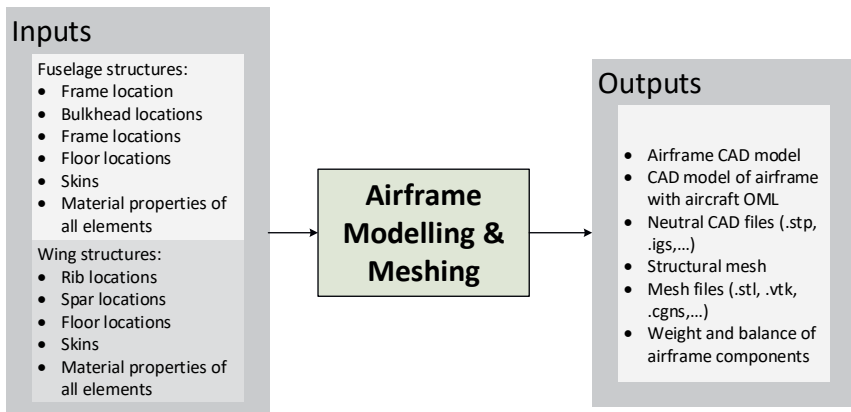 Inputs
Fuselage structures:
• Frame location
• Bulkhead locations
• Frame locations
• Floor locations
• Skins
• Material properties of
all elements
Wing structures:
• Rib locations
• Spar locations
• Floor locations
• Skins
• Material properties of
all elements
Airframe
Modelling &
Meshing
Outputs
• Airframe CAD model
• CAD model of airframe
with aircraft OML
• Neutral CAD files (.stp,
.igs,...)
• Structural mesh
• Mesh files (.stl, .vtk,
.cgns,...)
• Weight and balance of
airframe components